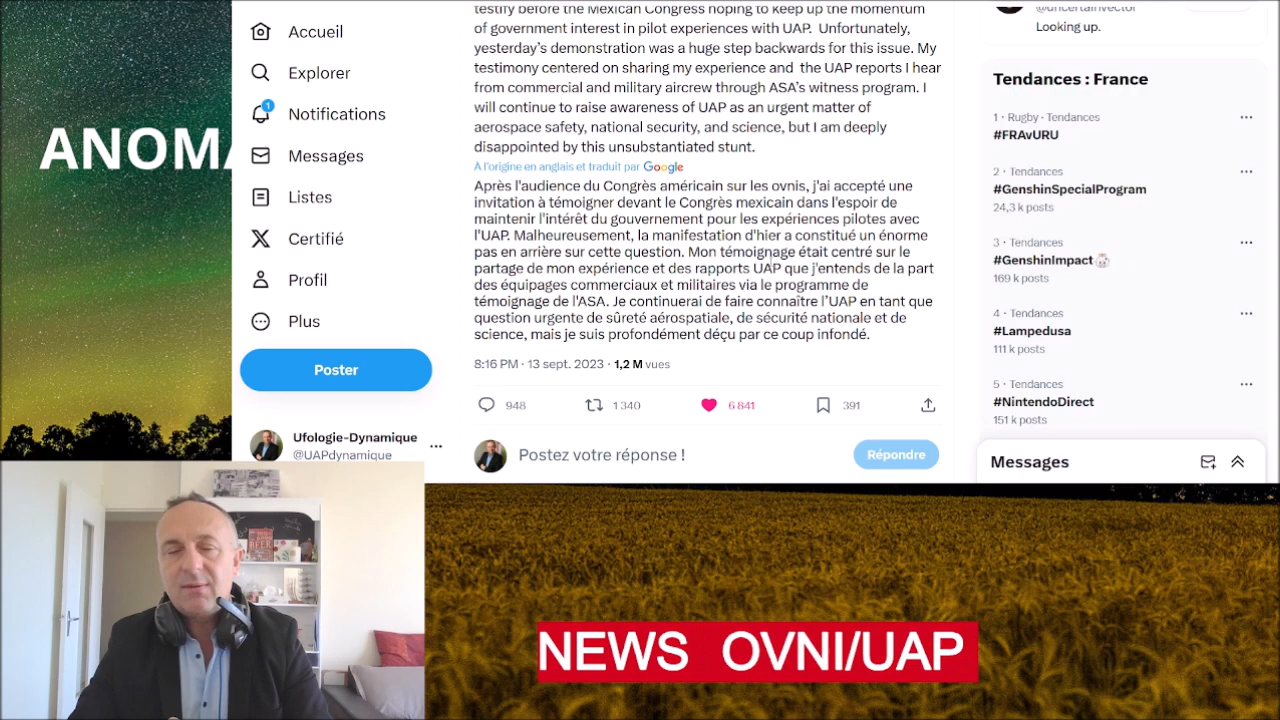 ANOMA
Accueil
Explorer
1
Notifications
Messages
Listes
Certifié
Profil
Plus
Poster
Ufologie-Dynamique
@UAPdynamique
testify before the Mexican Congress hoping to keep up the momentum
of government interest in pilot experiences with UAP. Unfortunately,
yesterday's demonstration was a huge step backwards for this issue. My
testimony centered on sharing my experience and the UAP reports I hear
from commercial and military aircrew through ASA's witness program. I
will continue to raise awareness of UAP as an urgent matter of
aerospace safety, national security, and science, but I am deeply
disappointed by this unsubstantiated stunt.
À l'origine en anglais et traduit par Google
Après l'audience du Congrès américain sur les ovnis, j'ai accepté une
invitation à témoigner devant le Congrès mexicain dans l'espoir de
maintenir l'intérêt du gouvernement pour les expériences pilotes avec
l'UAP. Malheureusement, la manifestation d'hier a constitué un énorme
pas en arrière sur cette question. Mon témoignage était centré sur le
partage de mon expérience et des rapports UAP que j'entends de la part
des équipages commerciaux et militaires via le programme de
témoignage de l'ASA. Je continuerai de faire connaître l'UAP en tant que
question urgente de sûreté aérospatiale, de sécurité nationale et de
science, mais je suis profondément déçu par ce coup infondé.
8:16 PM · 13 sept. 2023 · 1,2 M vues
948 1 340 6 841 391
Postez votre réponse !
Répondre
@uncertainvector
Looking up.
Tendances : France
1 · Rugby · Tendances
#FRAvURU
2 · Tendances
#GenshinSpecialProgram
24,3 k posts
3 · Tendances
#GenshinImpact
169 k posts
4 · Tendances
#Lampedusa
111 k posts
5 · Tendances
#NintendoDirect
151 k posts
Messages
NEWS OVNI/UAP